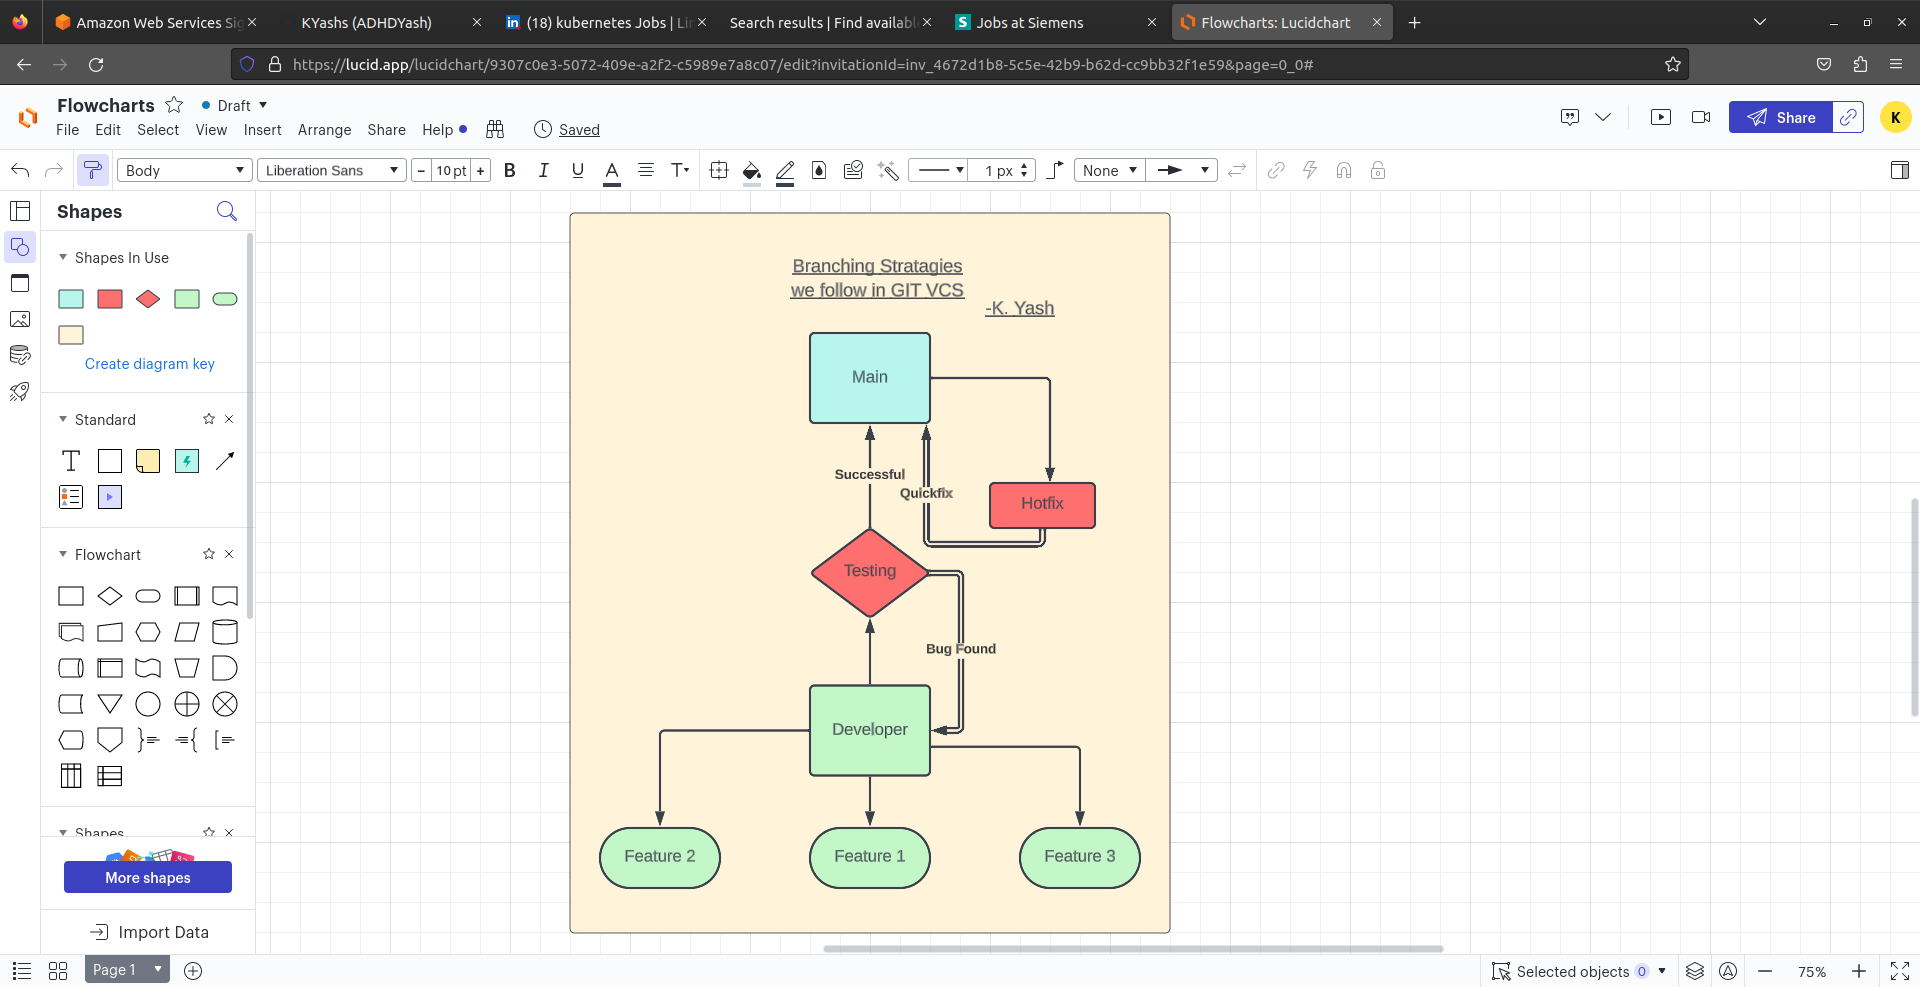 Amazon Web Services Sig
KYashs (ADHDYash)
(18) kubernetes Jobs | Lin
Search results | Find availabl
Jobs at Siemens
Flowcharts: Lucidchart
https://lucid.app/lucidchart/9307c0e3-5072-409e-a2f2-c5989e7a8c07/edit?invitationId=inv_4672d1b8-5c5e-42b9-b62d-cc9bb32f1e59&page=0_0#
Flowcharts
Draft
File Edit Select View Insert Arrange Share Help
Saved
Share
K
Body
Liberation Sans
- 10 pt +
B I U A T
1 px
None
Shapes
Shapes In Use
Create diagram key
Standard
T
Flowchart
Shapes
More shapes
Import Data
Branching Stratagies
we follow in GIT VCS
-K. Yash
Main
Successful
Quickfix
Hotfix
Testing
Bug Found
Developer
Feature 2
Feature 1
Feature 3
Page 1
Selected objects 0
75%